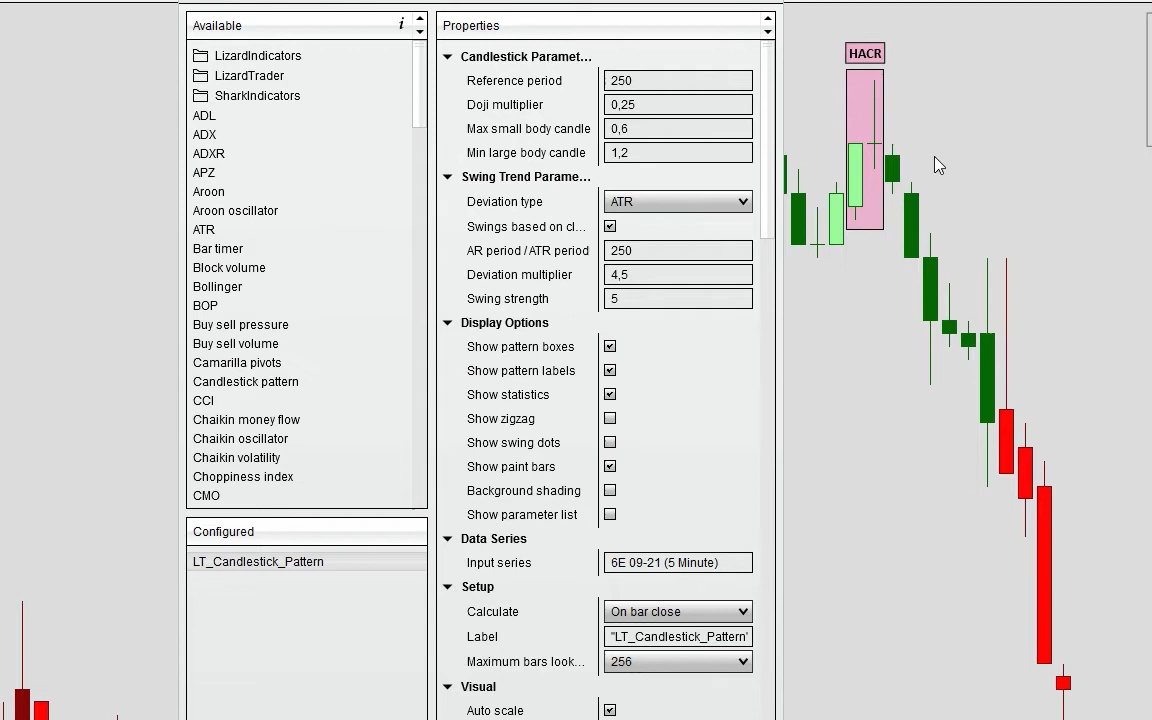 Available
i
LizardIndicators
LizardTrader
SharkIndicators
ADL
ADX
ADXR
APZ
Aroon
Aroon oscillator
ATR
Bar timer
Block volume
Bollinger
BOP
Buy sell pressure
Buy sell volume
Camarilla pivots
Candlestick pattern
CCI
Chaikin money flow
Chaikin oscillator
Chaikin volatility
Choppiness index
CMO
Configured
LT_Candlestick_Pattern
Properties
Candlestick Paramet...
Reference period 250
Doji multiplier 0,25
Max small body candle 0,6
Min large body candle 1,2
Swing Trend Parame...
Deviation type ATR
Swings based on cl...
AR period / ATR period 250
Deviation multiplier 4,5
Swing strength 5
Display Options
Show pattern boxes
Show pattern labels
Show statistics
Show zigzag
Show swing dots
Show paint bars
Background shading
Show parameter list
Data Series
Input series 6E 09-21 (5 Minute)
Setup
Calculate On bar close
Label "LT_Candlestick_Pattern"
Maximum bars look... 256
Visual
Auto scale
HACR